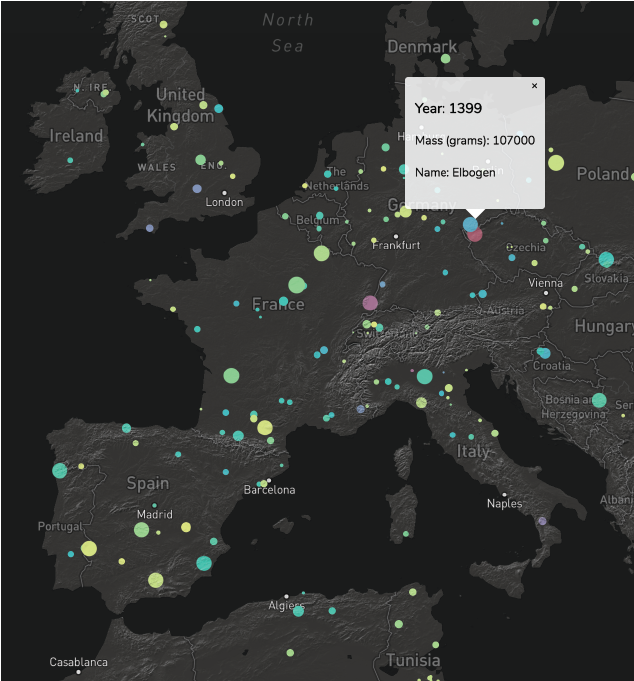 SCOT.
North
Sea
Denmark
N. IRE.
United
Kingdom
Ireland
×
Year: 1399
Mass (grams): 107000
Name: Elbogen
WALES
ENG.
The
Netherlands
Poland
London
Germany
Belgium
Frankfurt
Czechia
Slovakia
Vienna
France
Austria
Switzerland
Hungary
Croatia
Bosnia and
Herzegovina
Ser
Italy
Spain
Barcelona
Naples
Albani
Madrid
Portugal
Algiers
Casablanca
Tunisia